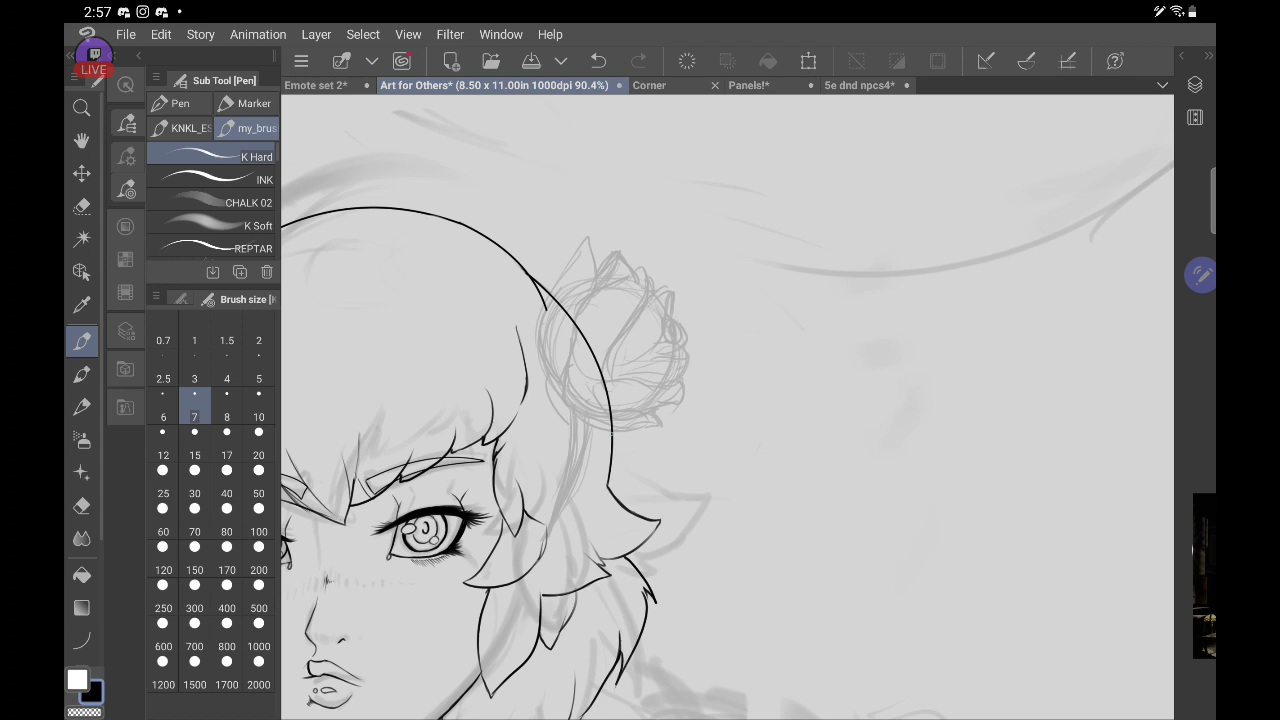 2:57
File Edit Story Animation Layer Select View Filter Window Help
LIVE
Sub Tool [Pen]
Emote set 2* Art for Others* (8.50 x 11.00in 1000dpi 90.4%) Corner Panels!* 5e dnd npcs4*
Pen Marker
KNKL_ES my_brus
K Hard
INK
CHALK 02
K Soft
REPTAR
Brush size [K
0.7 1 1.5 2
2.5 3 4 5
6 7 8 10
12 15 17 20
25 30 40 50
60 70 80 100
120 150 170 200
250 300 400 500
600 700 800 1000
1200 1500 1700 2000